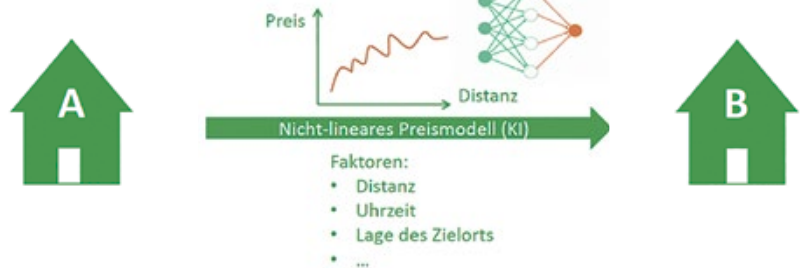 Preis
Distanz
A
Nicht-lineares Preismodell (KI)
B
Faktoren:
• Distanz
• Uhrzeit
• Lage des Zielorts
• ...